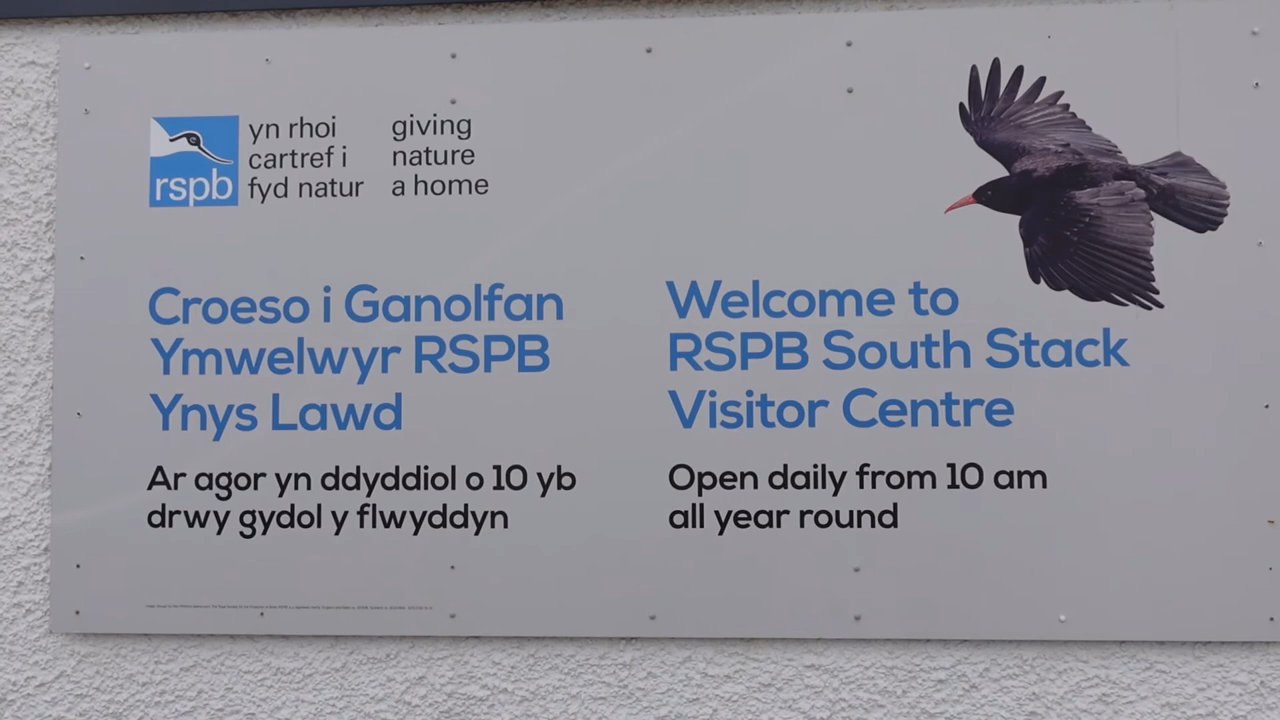 rspb
yn rhoi
cartref i
fyd natur
giving
nature
a home
Croeso i Ganolfan
Ymwelwyr RSPB
Ynys Lawd
Ar agor yn ddyddiol o 10 yb
drwy gydol y flwyddyn
Welcome to
RSPB South Stack
Visitor Centre
Open daily from 10 am
all year round